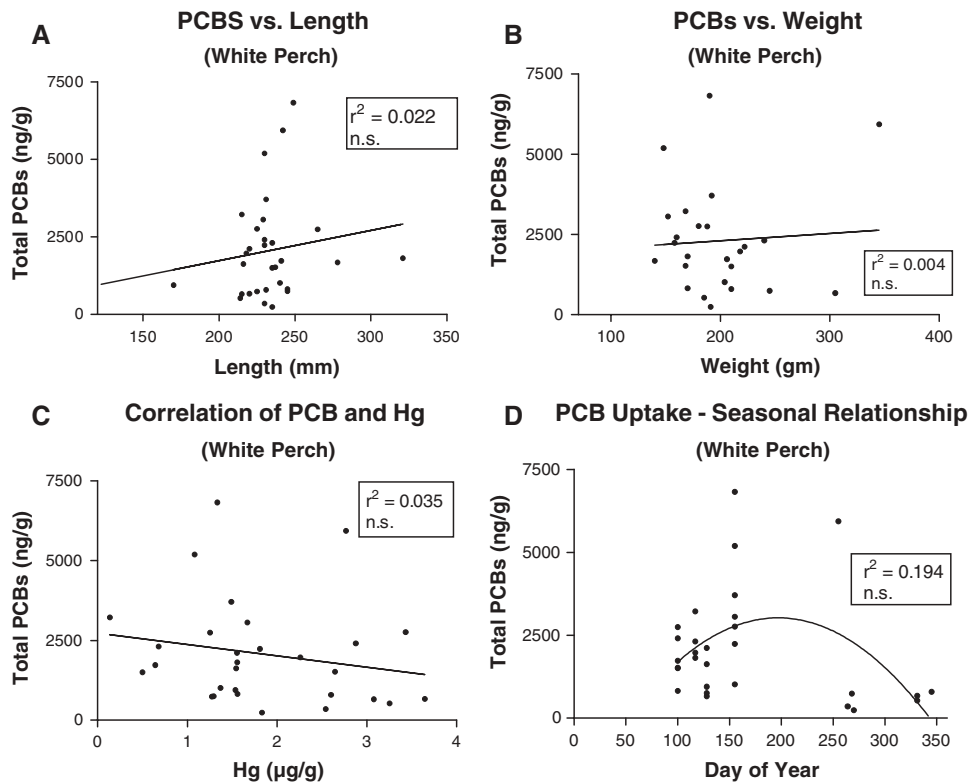 A
PCBS vs. Length
(White Perch)
7500
5000
2500
0
Total PCBs (ng/g)
r² = 0.022
n.s.
150
200
250
300
350
Length (mm)
B
PCBs vs. Weight
(White Perch)
7500
5000
2500
0
Total PCBs (ng/g)
r² = 0.004
n.s.
100
200
300
400
Weight (gm)
C
Correlation of PCB and Hg
(White Perch)
7500
5000
2500
0
Total PCBs (ng/g)
r² = 0.035
n.s.
0
1
2
3
4
Hg (µg/g)
D
PCB Uptake - Seasonal Relationship
(White Perch)
7500
5000
2500
0
Total PCBs (ng/g)
r² = 0.194
n.s.
0
50
100
150
200
250
300
350
Day of Year